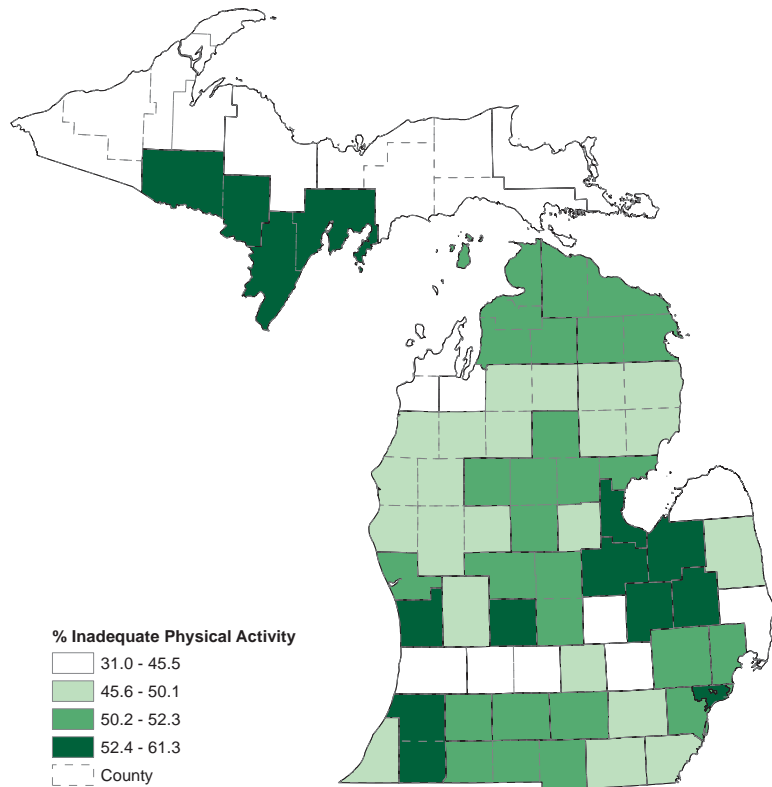 % Inadequate Physical Activity
31.0 - 45.5
45.6 - 50.1
50.2 - 52.3
52.4 - 61.3
County